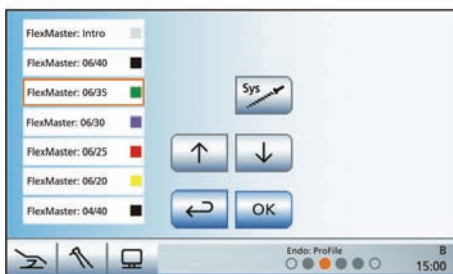 FlexMaster: Intro
FlexMaster: 06/40
FlexMaster: 06/35
FlexMaster: 06/30
FlexMaster: 06/25
FlexMaster: 06/20
FlexMaster: 04/40
Sys
OK
Endo: ProFile
B
15:00